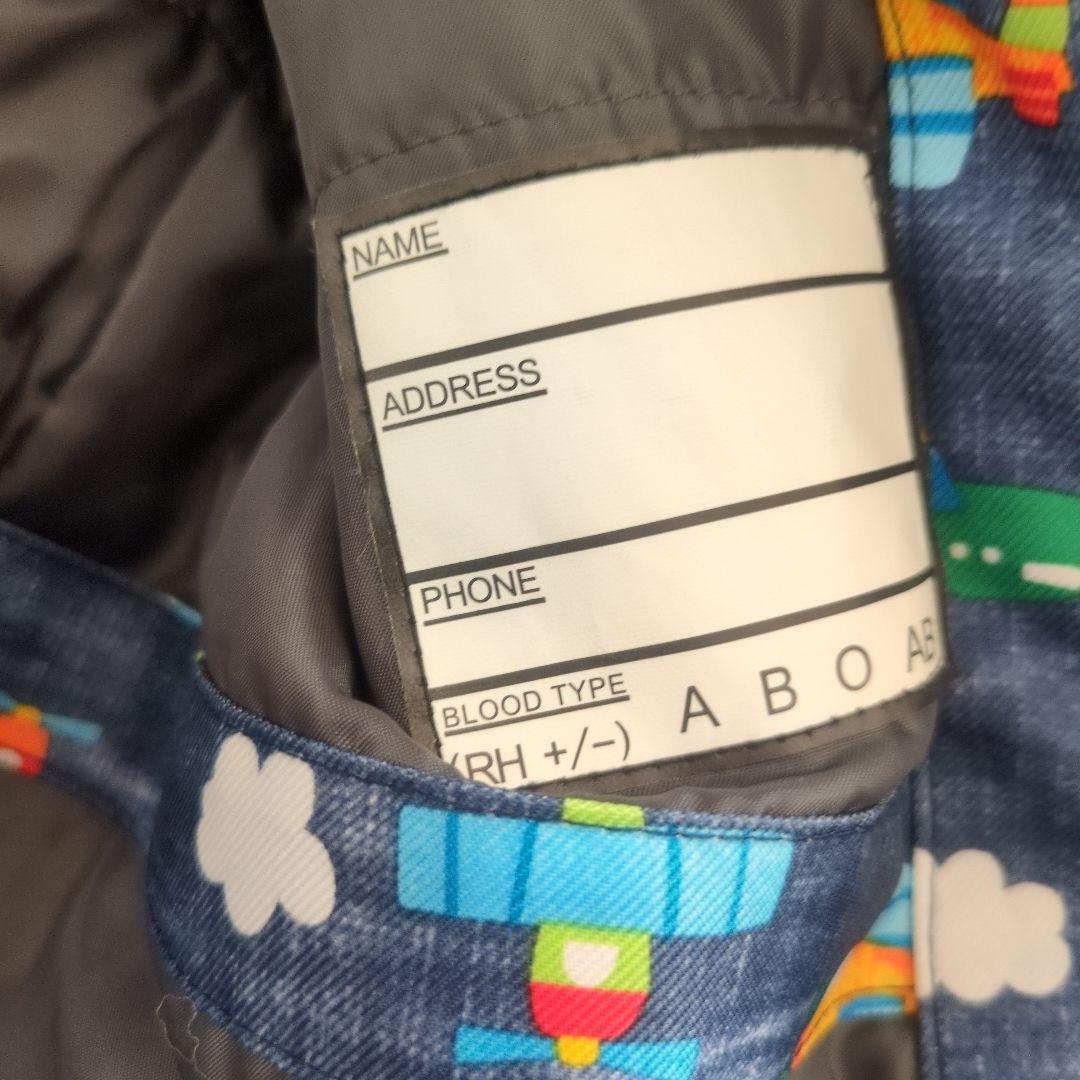 NAME
ADDRESS
PHONE
BLOOD TYPE A B O AB
(RH +/−)